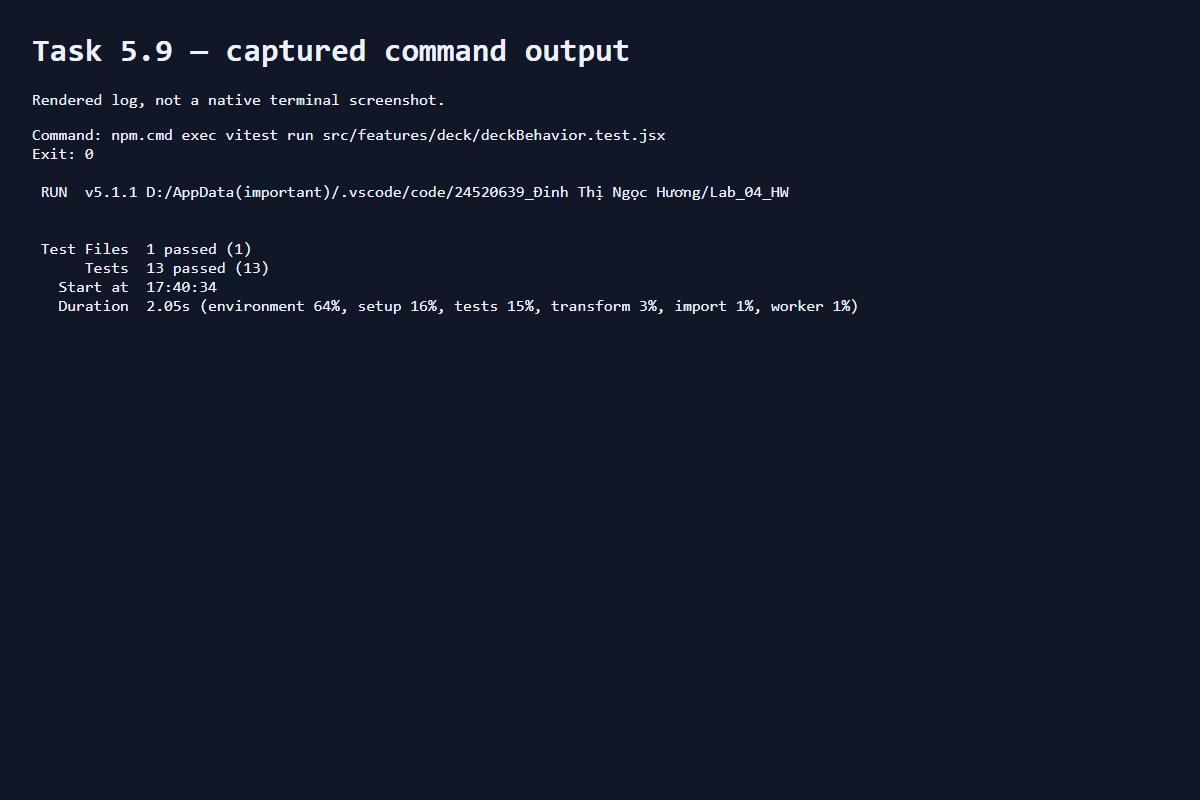 Task 5.9 — captured command output
Rendered log, not a native terminal screenshot.
Command: npm.cmd exec vitest run src/features/deck/deckBehavior.test.jsx
Exit: 0
RUN  v5.1.1 D:/AppData(important)/.vscode/code/24520639_Đinh Thị Ngọc Hương/Lab_04_HW
Test Files  1 passed (1)
Tests  13 passed (13)
Start at  17:40:34
Duration  2.05s (environment 64%, setup 16%, tests 15%, transform 3%, import 1%, worker 1%)